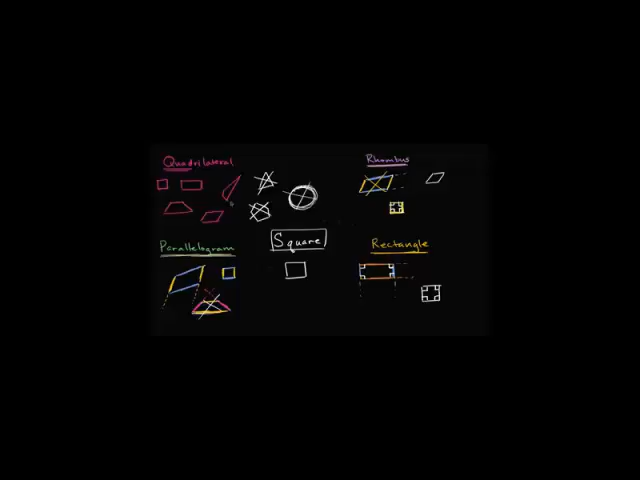 Quadrilateral
Rhombus
Square
Parallelogram
Rectangle